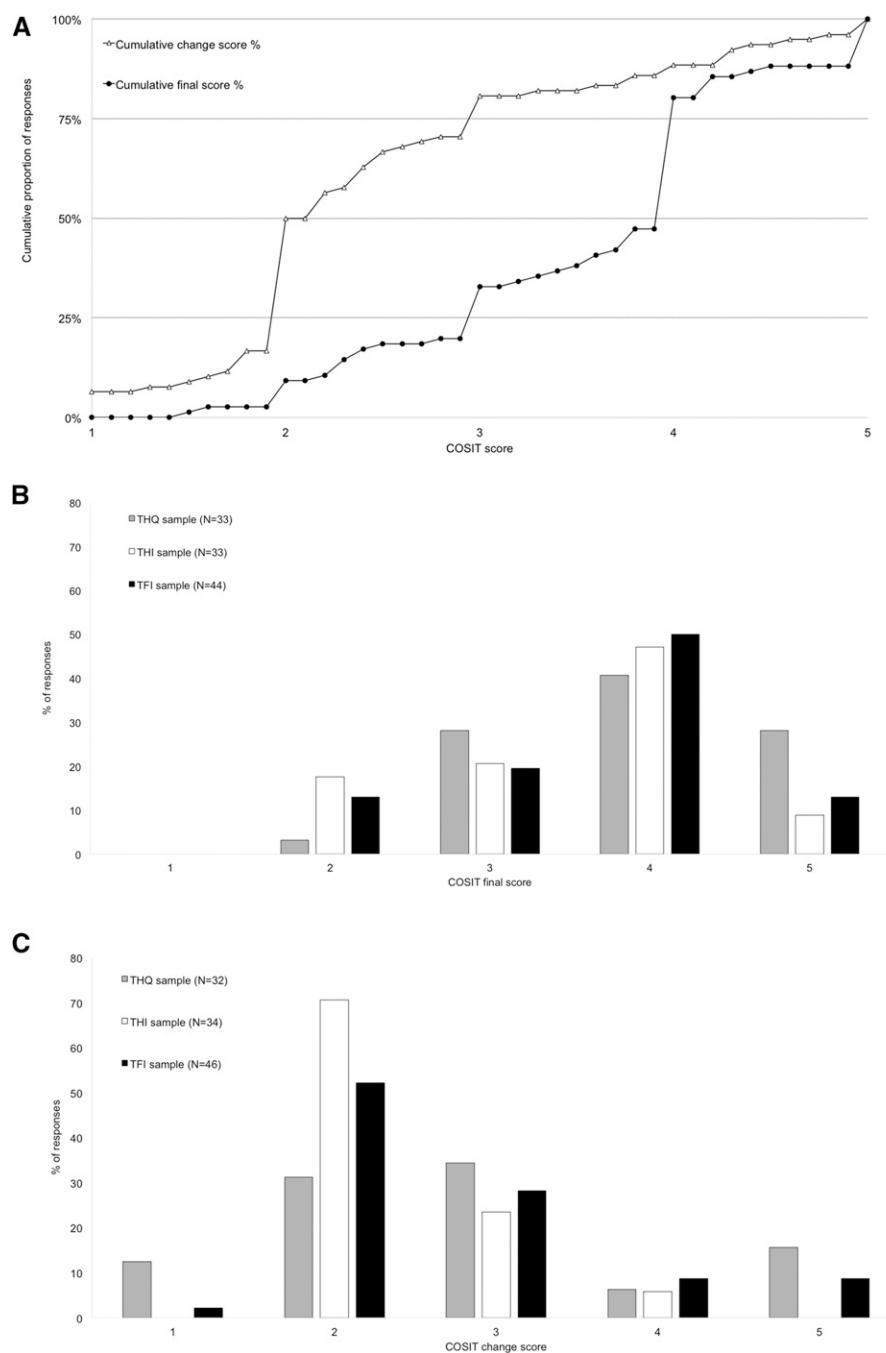 A
100%
Cumulative change score %
Cumulative final score %
75%
50%
25%
0%
Cumulative proportion of responses
1 2 3 4 5
COSIT score
B
80
70
60
50
40
30
20
10
0
% of responses
THQ sample (N=33)
THI sample (N=33)
TFI sample (N=44)
1 2 3 4 5
COSIT final score
C
80
70
60
50
40
30
20
10
0
% of responses
THQ sample (N=32)
THI sample (N=34)
TFI sample (N=46)
1 2 3 4 5
COSIT change score